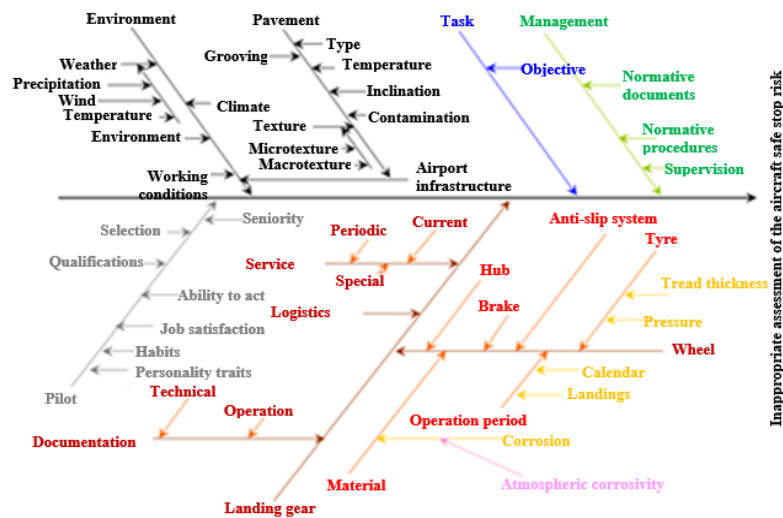 Environment
Pavement
Task
Management
Type
Grooving
Weather
Temperature
Objective
Precipitation
Normative
documents
Wind
Inclination
Climate
Temperature
Contamination
Texture
Environment
Normative
procedures
Microtexture
Macrotexture
Supervision
Working
conditions
Airport
infrastructure
Inappropriate assessment of the aircraft safe stop risk
Seniority
Selection
Periodic
Current
Anti-slip system
Tyre
Qualifications
Service
Special
Hub
Tread thickness
Ability to act
Logistics
Brake
Pressure
Job satisfaction
Habits
Wheel
Personality traits
Calendar
Pilot
Technical
Landings
Operation
Operation period
Documentation
Corrosion
Material
Atmospheric corrosivity
Landing gear